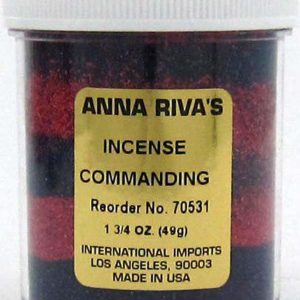 ANNA RIVA'S
INCENSE
COMMANDING
Reorder No. 70531
1 3/4 OZ. (49g)
INTERNATIONAL IMPORTS
LOS ANGELES, 90003
MADE IN USA